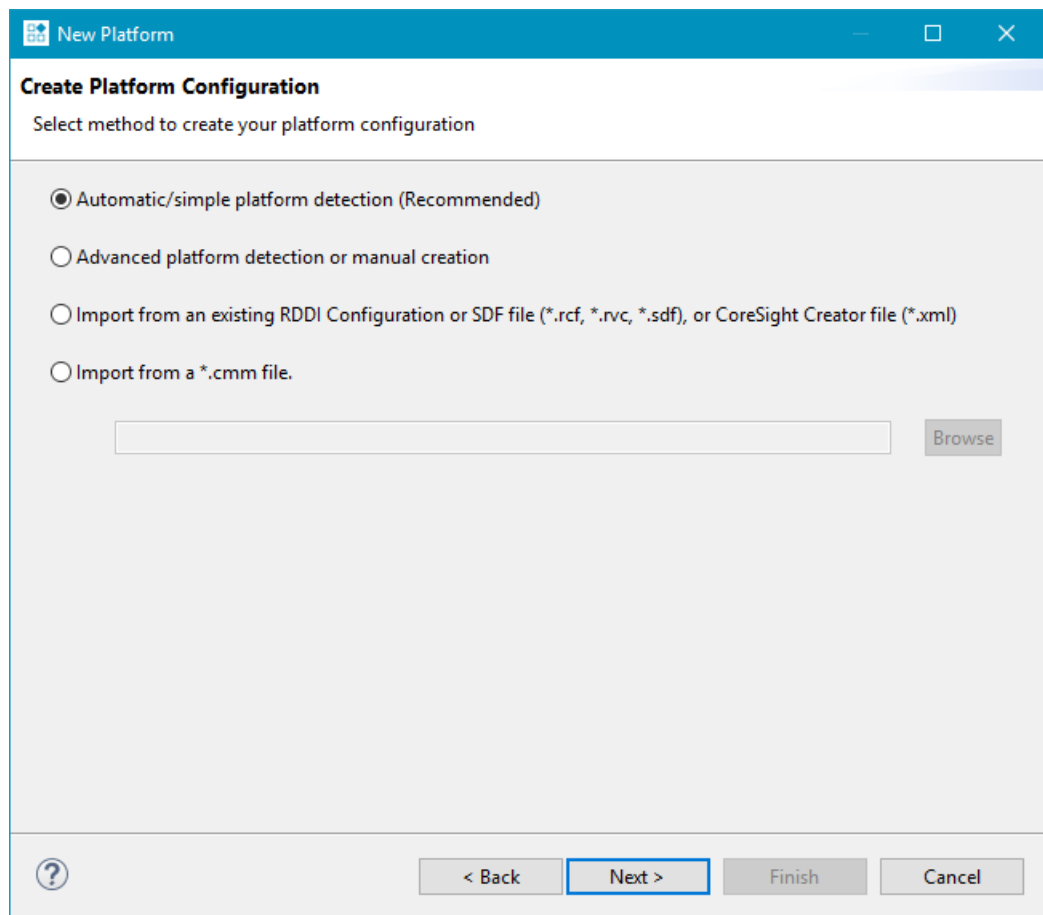 New Platform
Create Platform Configuration
Select method to create your platform configuration
Automatic/simple platform detection (Recommended)
Advanced platform detection or manual creation
Import from an existing RDDI Configuration or SDF file (*.rcf, *.rvc, *.sdf), or CoreSight Creator file (*.xml)
Import from a *.cmm file.
Browse
?
< Back
Next >
Finish
Cancel